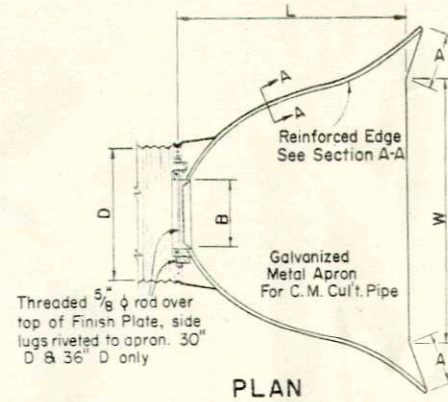 L
A
A
A
Reinforced Edge
See Section A-A
D
B
W
Galvanized
Metal Apron
For C. M. Cul't. Pipe
Threaded 5/8" ϕ rod over
top of Finish Plate, side
lugs riveted to apron. 30"
D & 36" D only
A
PLAN